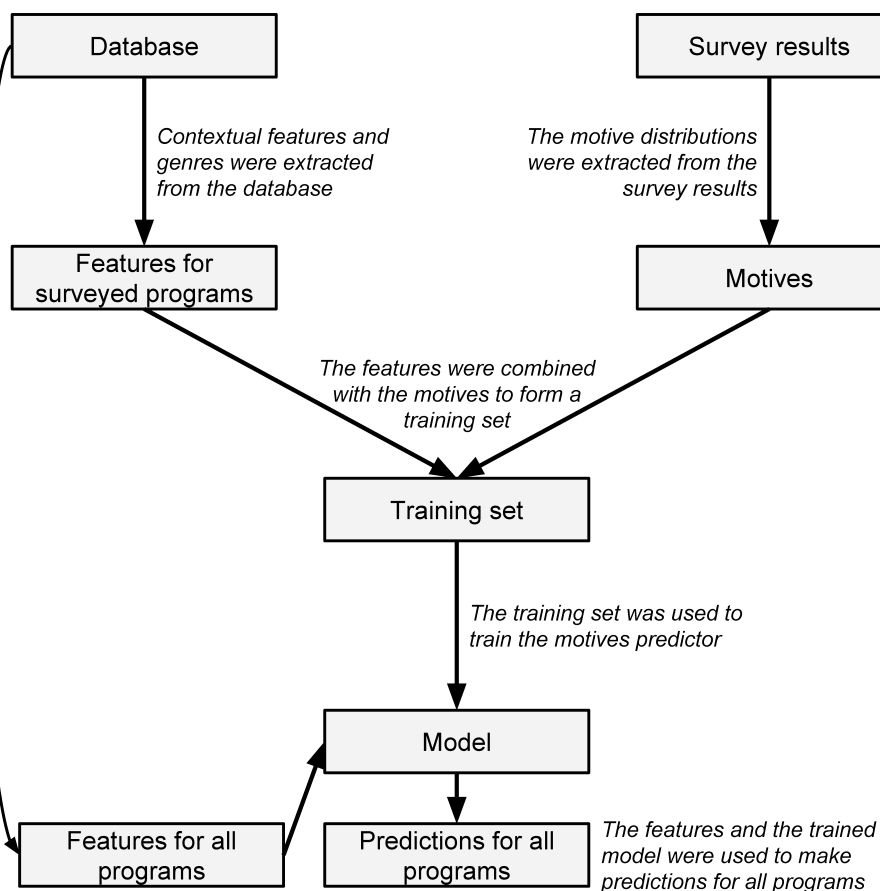 Database
Survey results
Contextual features and
genres were extracted
from the database
The motive distributions
were extracted from the
survey results
Features for
surveyed programs
Motives
The features were combined
with the motives to form a
training set
Training set
The training set was used to
train the motives predictor
Model
Features for all
programs
Predictions for all
programs
The features and the trained
model were used to make
predictions for all programs